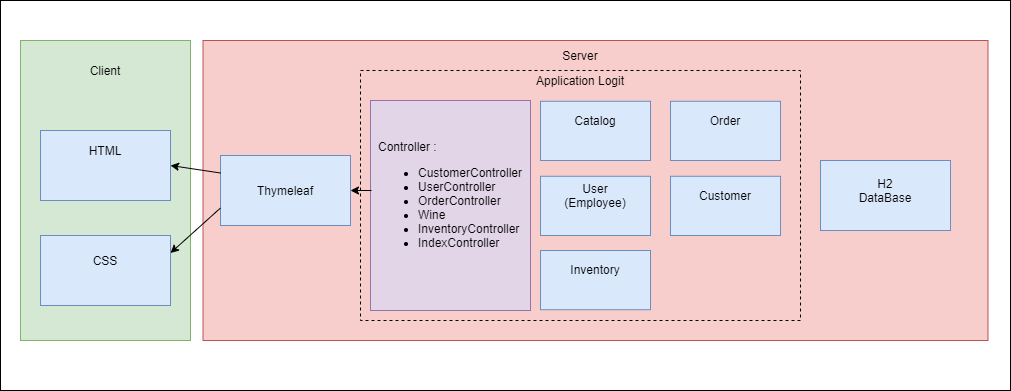 Client
HTML
CSS
Server
Thymeleaf
Application Logit
Controller :
CustomerController
UserController
OrderController
Wine
InventoryController
IndexController
Catalog
Order
User
(Employee)
Customer
Inventory
H2
DataBase